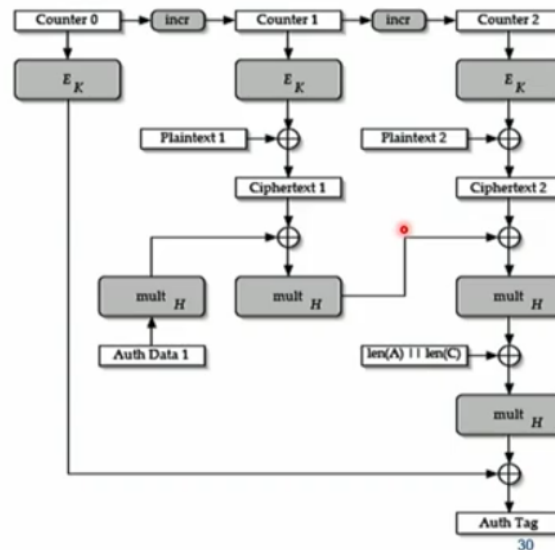 Counter 0
incr
Counter 1
incr
Counter 2
E K
E K
E K
Plaintext 1
Plaintext 2
Ciphertext 1
Ciphertext 2
mult H
mult H
mult H
Auth Data 1
len(A) || len(C)
mult H
Auth Tag
30